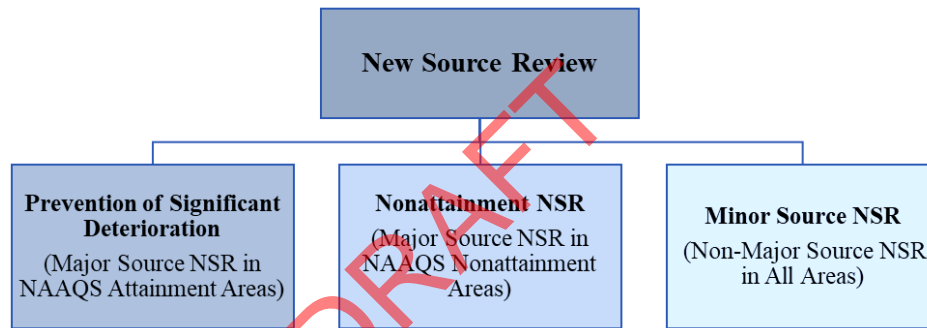 New Source Review
Prevention of Significant
Deterioration
(Major Source NSR in
NAAQS Attainment Areas)
Nonattainment NSR
(Major Source NSR in
NAAQS Nonattainment
Areas)
Minor Source NSR
(Non-Major Source NSR
in All Areas)
DRAFT